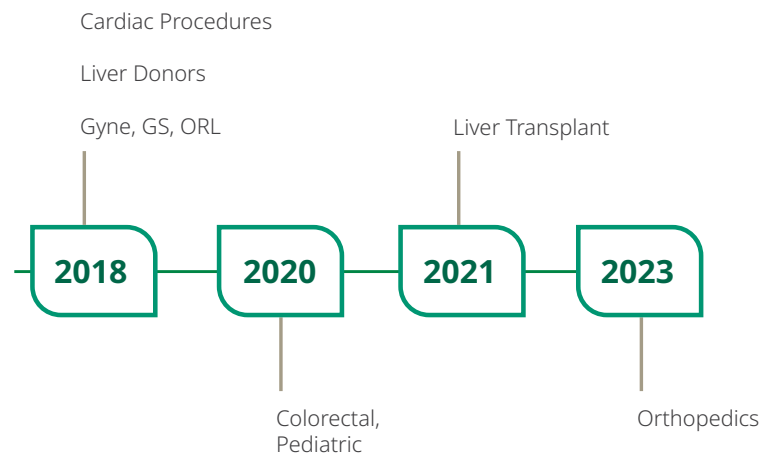 Cardiac Procedures
Liver Donors
Gyne, GS, ORL
Liver Transplant
2018
2020
2021
2023
Colorectal,
Pediatric
Orthopedics